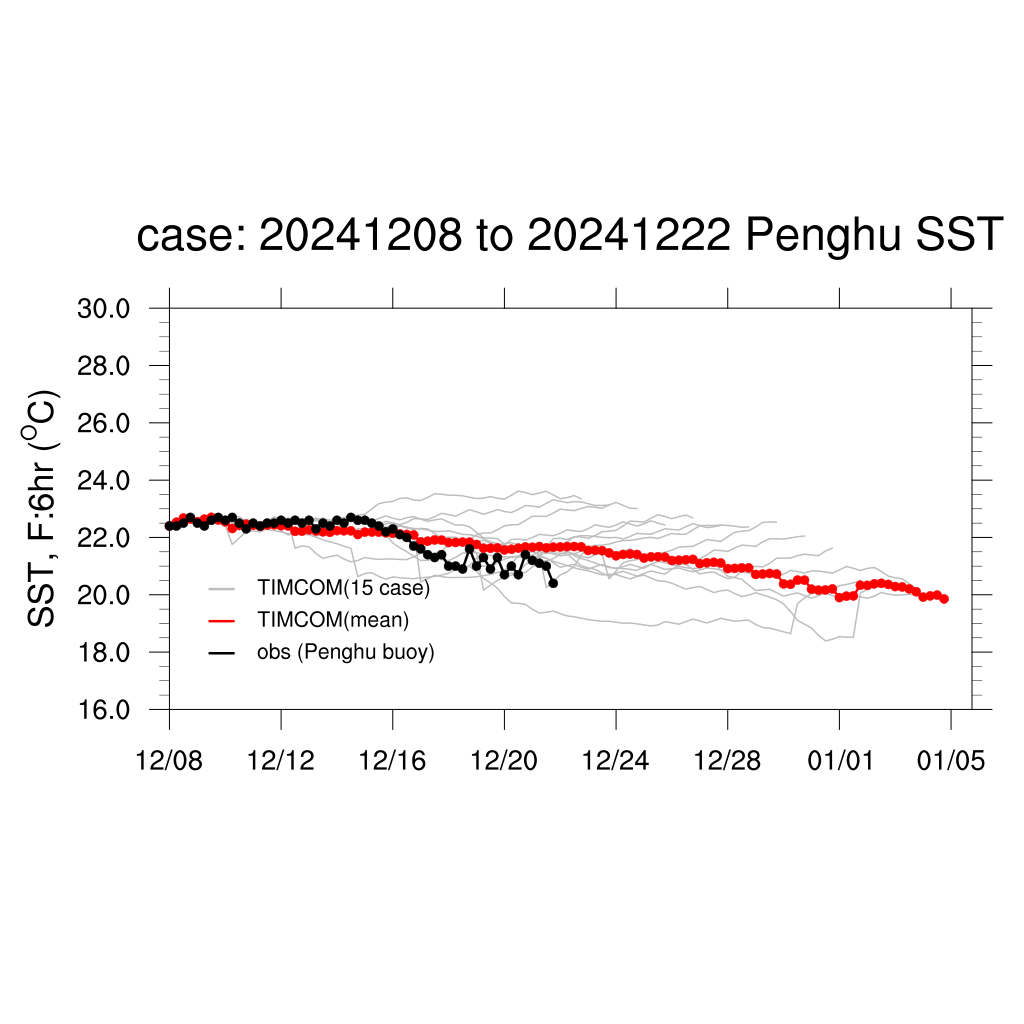 case: 20241208 to 20241222 Penghu SST
SST, F:6hr (°C)
30.0
28.0
26.0
24.0
22.0
20.0
18.0
16.0
TIMCOM(15 case)
TIMCOM(mean)
obs (Penghu buoy)
12/08 12/12 12/16 12/20 12/24 12/28 01/01 01/05